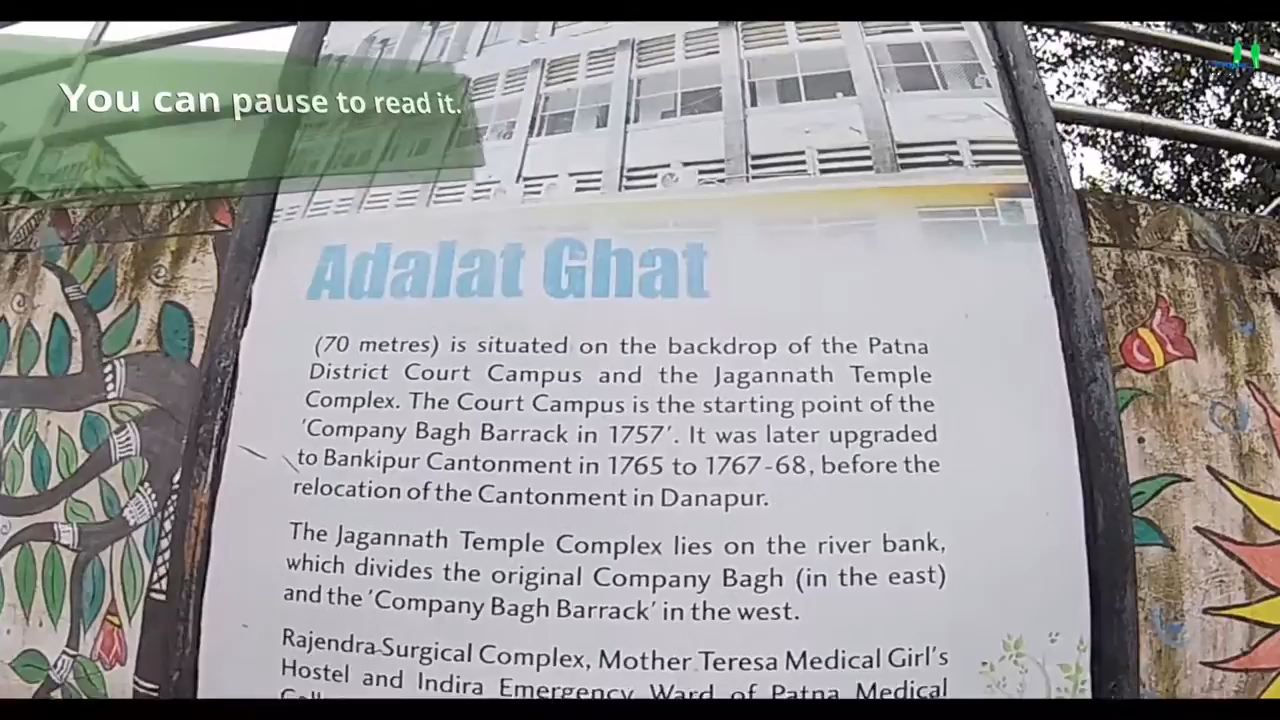 You can pause to read it.
Adalat Ghat
(70 metres) is situated on the backdrop of the Patna
District Court Campus and the Jagannath Temple
Complex. The Court Campus is the starting point of the
'Company Bagh Barrack in 1757'. It was later upgraded
to Bankipur Cantonment in 1765 to 1767-68, before the
relocation of the Cantonment in Danapur.
The Jagannath Temple Complex lies on the river bank,
which divides the original Company Bagh (in the east)
and the 'Company Bagh Barrack' in the west.
Rajendra Surgical Complex, Mother Teresa Medical Girl's
Hostel and Indira Emergency Ward of Patna Medical